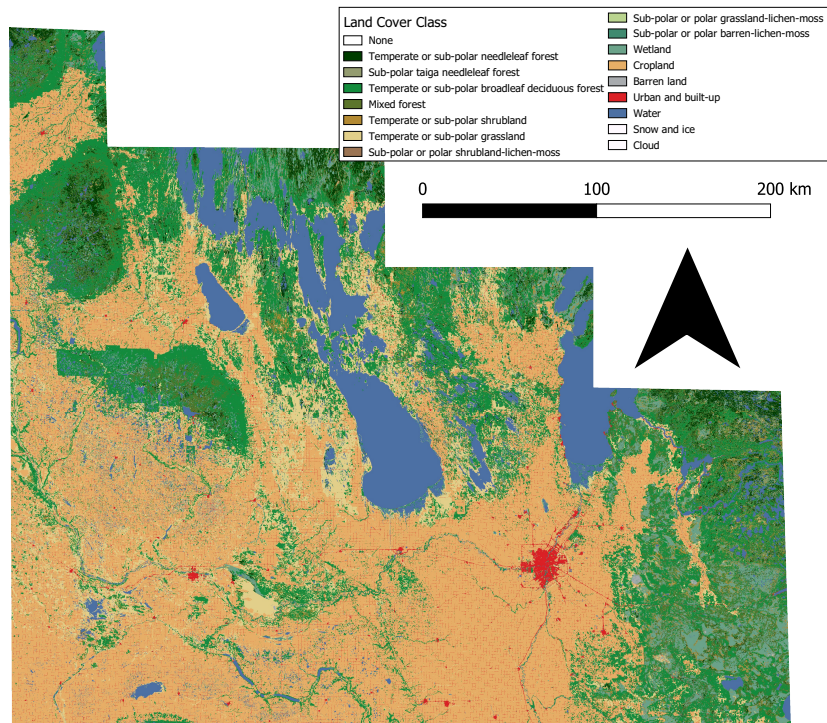 Land Cover Class
None
Temperate or sub-polar needleleaf forest
Sub-polar taiga needleleaf forest
Temperate or sub-polar broadleaf deciduous forest
Mixed forest
Temperate or sub-polar shrubland
Temperate or sub-polar grassland
Sub-polar or polar shrubland-lichen-moss
Sub-polar or polar grassland-lichen-moss
Sub-polar or polar barren-lichen-moss
Wetland
Cropland
Barren land
Urban and built-up
Water
Snow and ice
Cloud
0 100 200 km